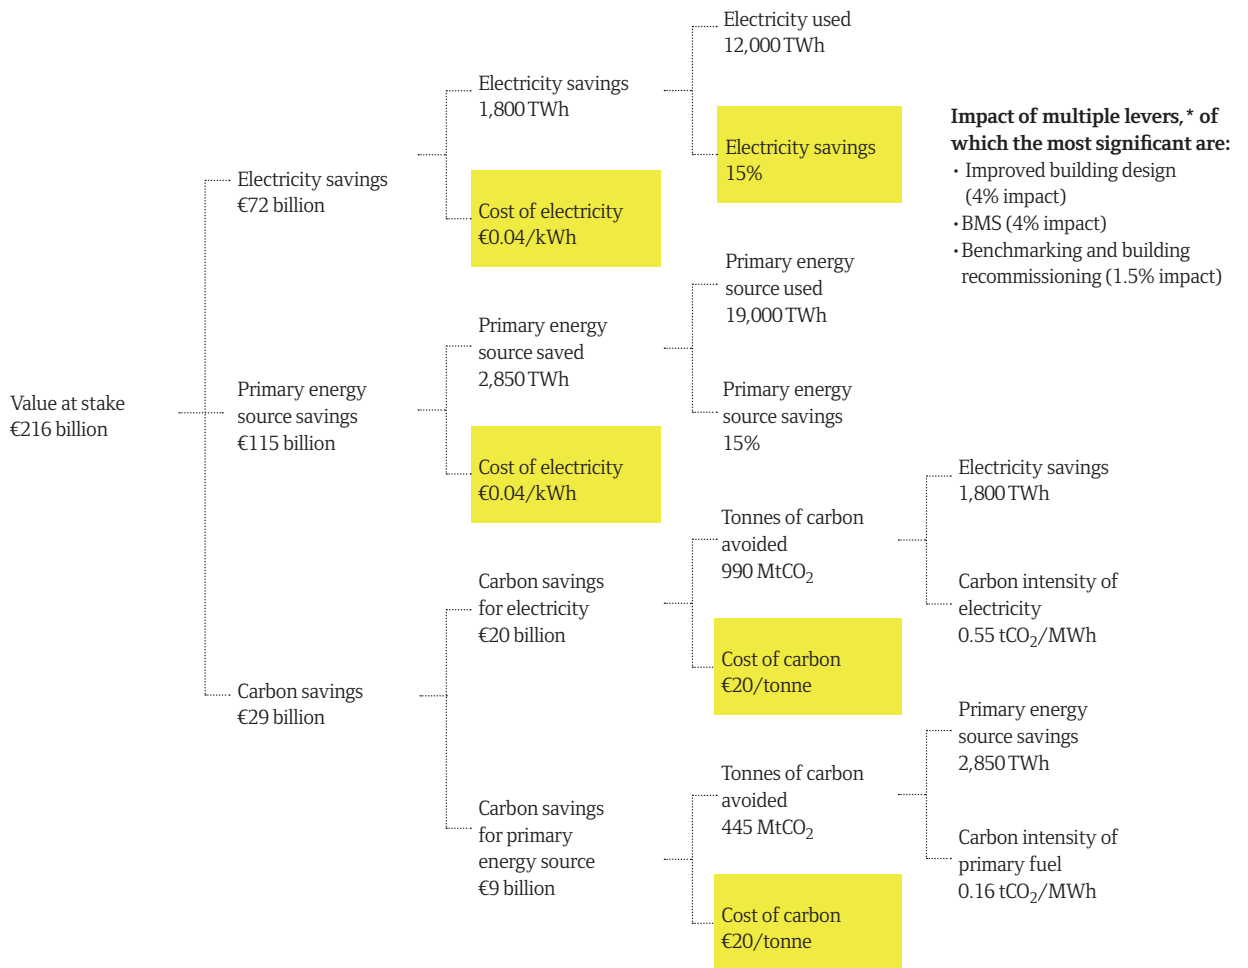 Value at stake
€216 billion
Electricity savings
€72 billion
Primary energy
source savings
€115 billion
Carbon savings
€29 billion
Electricity savings
1,800 TWh
Cost of electricity
€0.04/kWh
Primary energy
source saved
2,850 TWh
Cost of electricity
€0.04/kWh
Carbon savings
for electricity
€20 billion
Carbon savings
for primary
energy source
€9 billion
Electricity used
12,000 TWh
Electricity savings
15%
Primary energy
source used
19,000 TWh
Primary energy
source savings
15%
Tonnes of carbon
avoided
990 MtCO₂
Cost of carbon
€20/tonne
Tonnes of carbon
avoided
445 MtCO₂
Cost of carbon
€20/tonne
Impact of multiple levers,* of
which the most significant are:
· Improved building design
(4% impact)
· BMS (4% impact)
· Benchmarking and building
recommissioning (1.5% impact)
Electricity savings
1,800 TWh
Carbon intensity of
electricity
0.55 tCO₂/MWh
Primary energy
source savings
2,850 TWh
Carbon intensity of
primary fuel
0.16 tCO₂/MWh